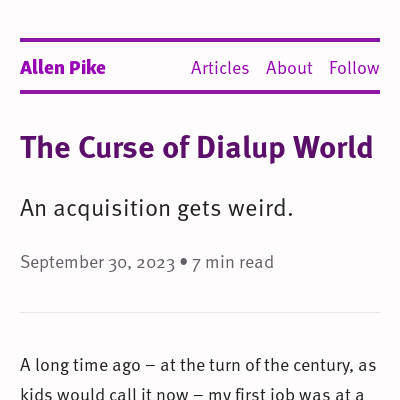 Allen Pike Articles About Follow
The Curse of Dialup World
An acquisition gets weird.
September 30, 2023 • 7 min read
A long time ago – at the turn of the century, as
kids would call it now – my first job was at a